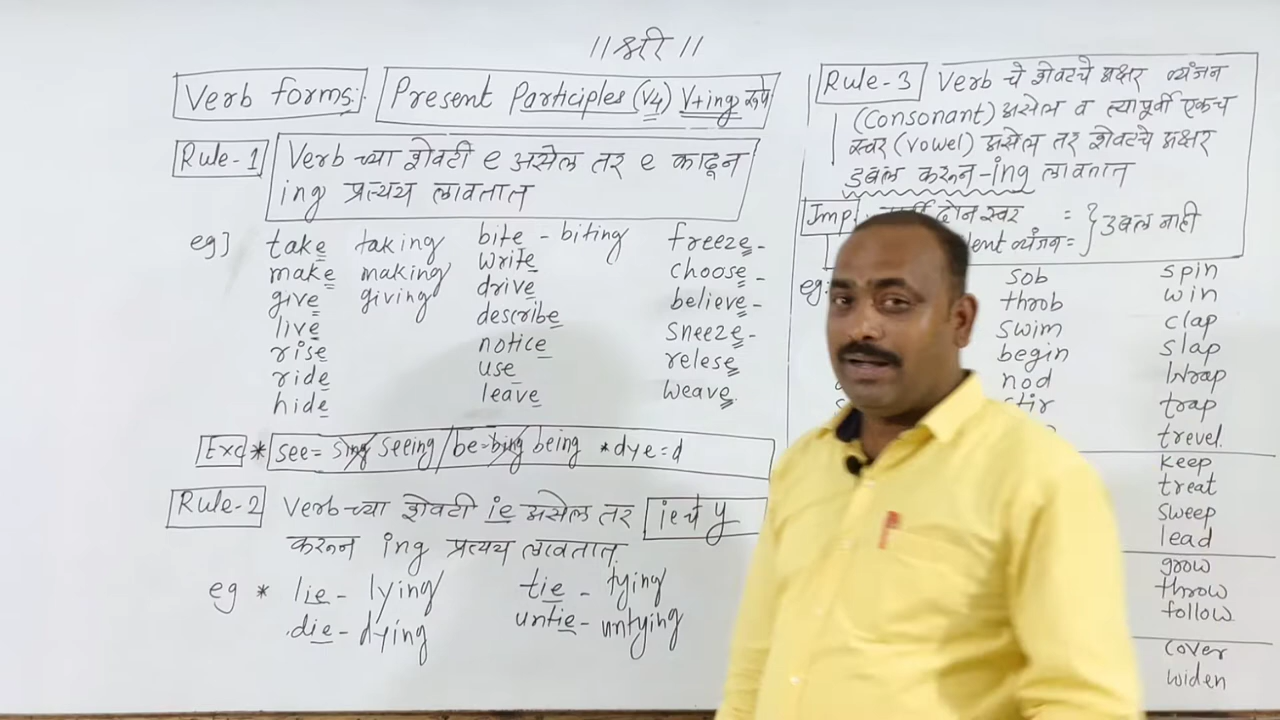 ॥ श्री ॥
Verb forms:
Present Participles (V4) V+ing रूपे
Rule-1
Verb च्या शेवटी e असेल तर e काढून
ing प्रत्यय लावतात
eg]
take taking
make making
give giving
live
rise
ride
hide
bite - biting
write
drive
describe
notice
use
leave
freeze -
choose -
believe -
sneeze -
relese
weave
Exc * see = sing seeing / be - bing being * dye = d
Rule-2
Verb च्या शेवटी ie असेल तर ie चे y
करून ing प्रत्यय लावतात
eg * lie - lying
die - dying
tie - tying
untie - untying
Rule-3 Verb चे शेवटचे अक्षर व्यंजन
(Consonant) असेल व त्यापूर्वी एकच
स्वर (Vowel) असेल तर शेवटचे अक्षर
डबल करून -ing लावतात
Imp. दोन स्वर =
व्यंजन = } डबल नाही
eg:
sob
throb
swim
begin
nod
stir
spin
win
clap
slap
Wrap
trap
trevel
keep
treat
sweep
lead
grow
throw
follow
cover
widen